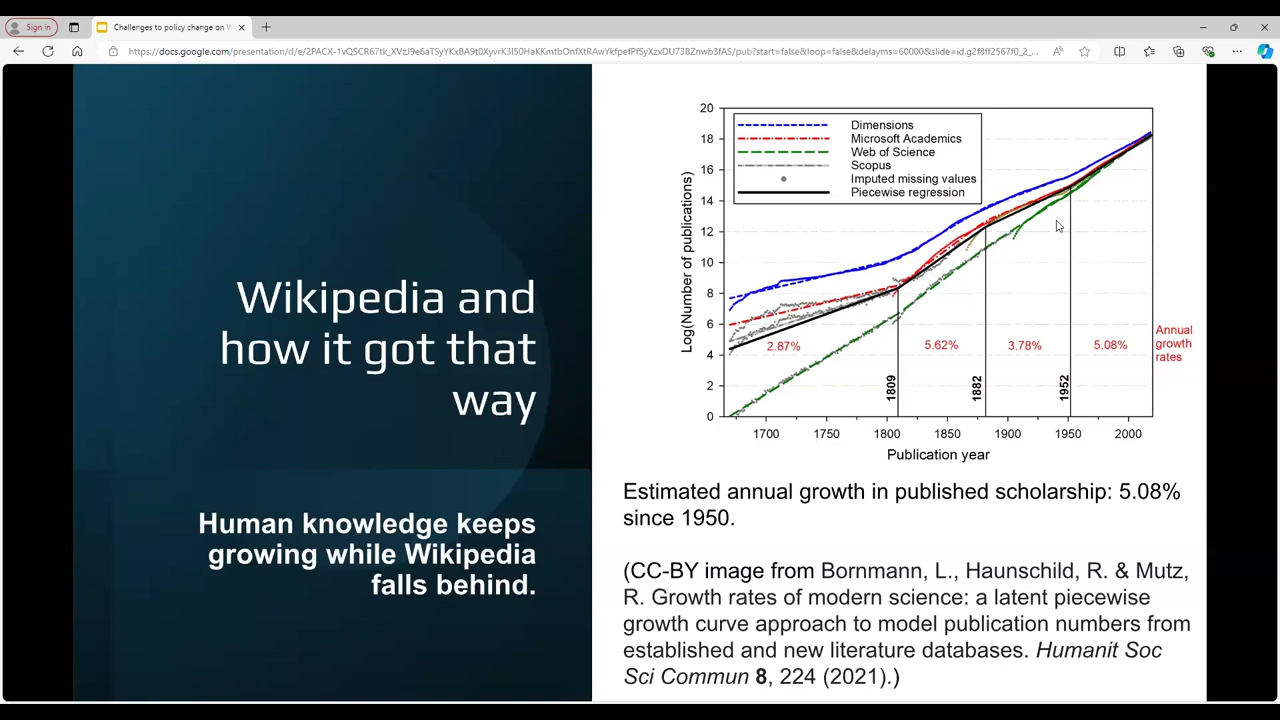 Sign in
Challenges to policy change on W
https://docs.google.com/presentation/d/e/2PACX-1vQSCR67tk_XVzJ9e6aTSyYKxBA9t0XyvrK3I50HaKKmtbOnfXtRAwYkfpefPfSyXzxDU73BZnwb3fAS/pub?start=false&loop=false&delayms=60000&slide=id.g2f8ff2567f0_2_...
Wikipedia and
how it got that
way
Human knowledge keeps
growing while Wikipedia
falls behind.
Log(Number of publications)
20
18
16
14
12
10
8
6
4
2
0
Dimensions
Microsoft Academics
Web of Science
Scopus
Imputed missing values
Piecewise regression
2.87%
5.62%
3.78%
5.08%
Annual
growth
rates
1809
1882
1952
1700 1750 1800 1850 1900 1950 2000
Publication year
Estimated annual growth in published scholarship: 5.08%
since 1950.
(CC-BY image from Bornmann, L., Haunschild, R. & Mutz,
R. Growth rates of modern science: a latent piecewise
growth curve approach to model publication numbers from
established and new literature databases. Humanit Soc
Sci Commun 8, 224 (2021).)